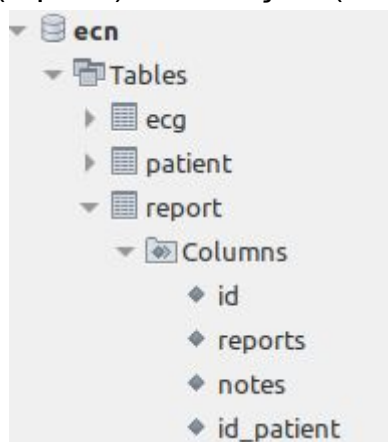 ecn
Tables
ecg
patient
report
Columns
id
reports
notes
id_patient